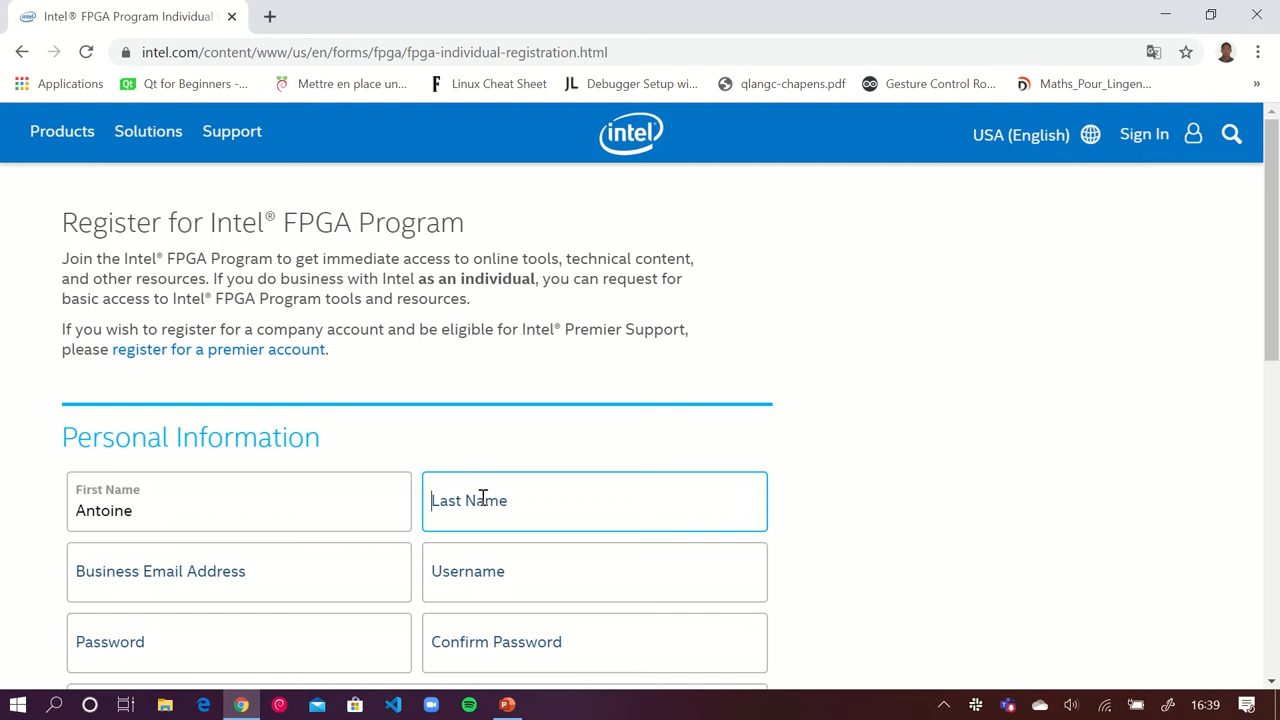 Intel® FPGA Program Individual
intel.com/content/www/us/en/forms/fpga/fpga-individual-registration.html
Applications Qt for Beginners -... Mettre en place un... Linux Cheat Sheet JL Debugger Setup wi... qlangc-chapens.pdf Gesture Control Ro... Maths_Pour_Lingen... »
Products Solutions Support intel USA (English) Sign In
Register for Intel® FPGA Program
Join the Intel® FPGA Program to get immediate access to online tools, technical content,
and other resources. If you do business with Intel as an individual, you can request for
basic access to Intel® FPGA Program tools and resources.
If you wish to register for a company account and be eligible for Intel® Premier Support,
please register for a premier account.
Personal Information
First Name
Antoine
Last Name
Business Email Address Username
Password Confirm Password
16:39